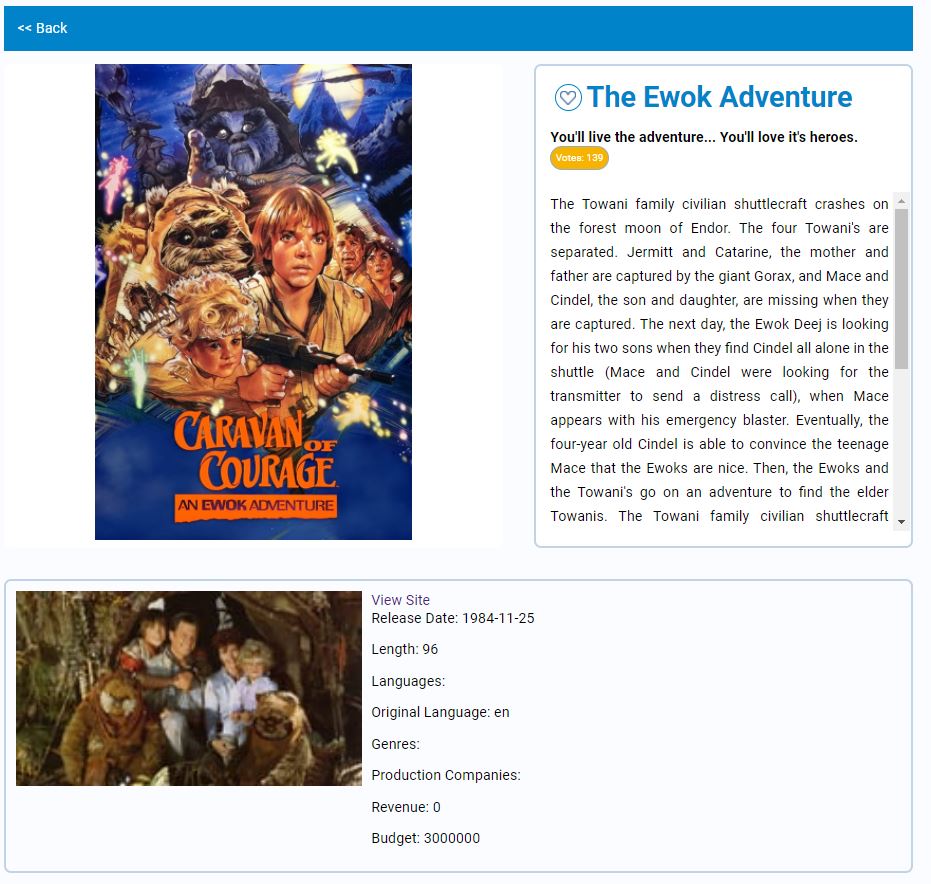 << Back
The Ewok Adventure
You'll live the adventure... You'll love it's heroes.
Votes: 139
The Towani family civilian shuttlecraft crashes on
the forest moon of Endor. The four Towani's are
separated. Jermitt and Catarine, the mother and
father are captured by the giant Gorax, and Mace and
Cindel, the son and daughter, are missing when they
are captured. The next day, the Ewok Deej is looking
for his two sons when they find Cindel all alone in the
shuttle (Mace and Cindel were looking for the
transmitter to send a distress call), when Mace
appears with his emergency blaster. Eventually, the
four-year old Cindel is able to convince the teenage
Mace that the Ewoks are nice. Then, the Ewoks and
the Towani's go on an adventure to find the elder
Towanis. The Towani family civilian shuttlecraft
CARAVAN OF
COURAGE
AN EWOK ADVENTURE
View Site
Release Date: 1984-11-25
Length: 96
Languages:
Original Language: en
Genres:
Production Companies:
Revenue: 0
Budget: 3000000